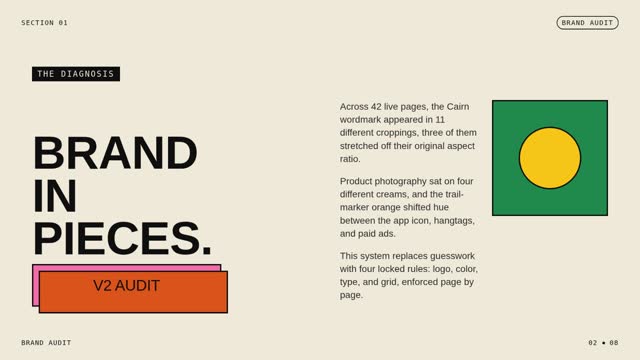 SECTION 01
BRAND AUDIT
THE DIAGNOSIS
BRAND
IN
PIECES.
V2 AUDIT
Across 42 live pages, the Cairn
wordmark appeared in 11
different croppings, three of them
stretched off their original aspect
ratio.
Product photography sat on four
different creams, and the trail-
marker orange shifted hue
between the app icon, hangtags,
and paid ads.
This system replaces guesswork
with four locked rules: logo, color,
type, and grid, enforced page by
page.
BRAND AUDIT
02 ● 08